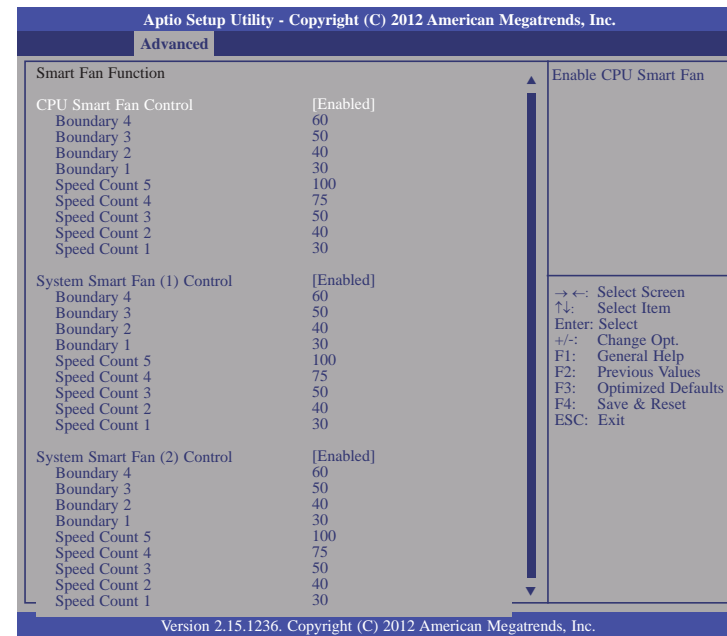 Aptio Setup Utility - Copyright (C) 2012 American Megatrends, Inc.
Advanced
Smart Fan Function
CPU Smart Fan Control [Enabled]
Boundary 4 60
Boundary 3 50
Boundary 2 40
Boundary 1 30
Speed Count 5 100
Speed Count 4 75
Speed Count 3 50
Speed Count 2 40
Speed Count 1 30
System Smart Fan (1) Control [Enabled]
Boundary 4 60
Boundary 3 50
Boundary 2 40
Boundary 1 30
Speed Count 5 100
Speed Count 4 75
Speed Count 3 50
Speed Count 2 40
Speed Count 1 30
System Smart Fan (2) Control [Enabled]
Boundary 4 60
Boundary 3 50
Boundary 2 40
Boundary 1 30
Speed Count 5 100
Speed Count 4 75
Speed Count 3 50
Speed Count 2 40
Speed Count 1 30
Enable CPU Smart Fan
→←: Select Screen
↑↓: Select Item
Enter: Select
+/-: Change Opt.
F1: General Help
F2: Previous Values
F3: Optimized Defaults
F4: Save & Reset
ESC: Exit
Version 2.15.1236. Copyright (C) 2012 American Megatrends, Inc.